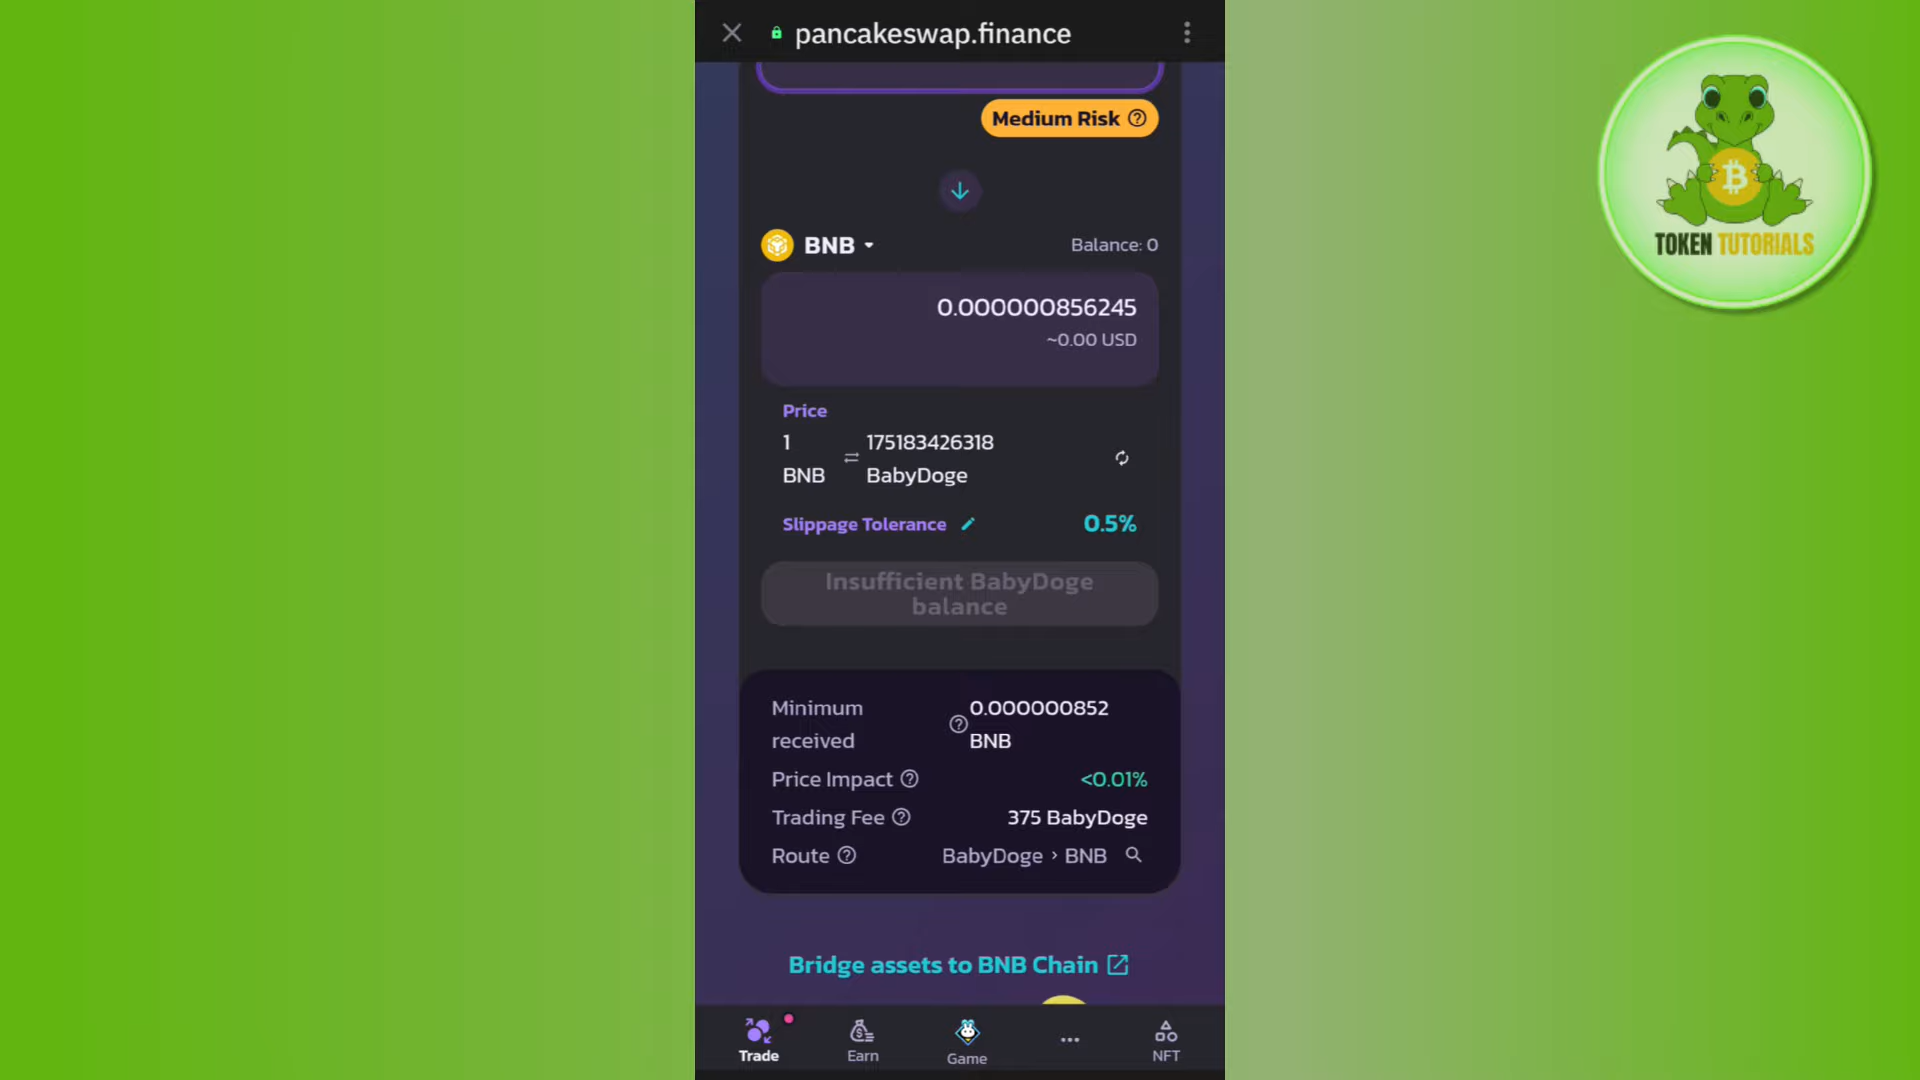 pancakeswap.finance
Medium Risk
BNB
Balance: 0
0.000000856245
~0.00 USD
Price
1
BNB
175183426318
BabyDoge
Slippage Tolerance
0.5%
Insufficient BabyDoge
balance
Minimum
received
0.000000852
BNB
Price Impact
<0.01%
Trading Fee
375 BabyDoge
Route
BabyDoge > BNB
Bridge assets to BNB Chain
Trade
Earn
Game
NFT
TOKEN TUTORIALS